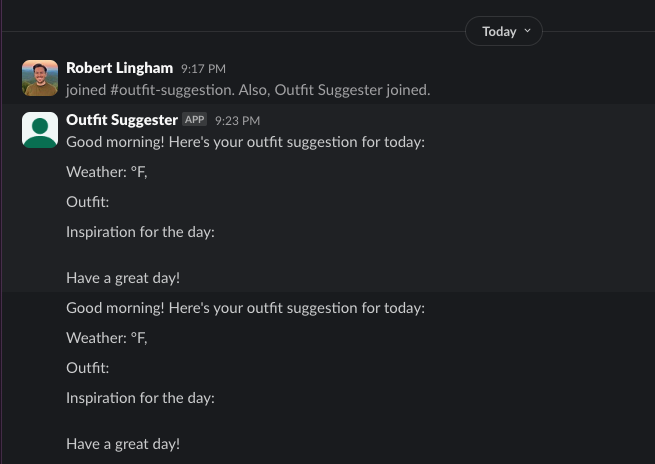 Today
Robert Lingham 9:17 PM
joined #outfit-suggestion. Also, Outfit Suggester joined.
Outfit Suggester APP 9:23 PM
Good morning! Here's your outfit suggestion for today:
Weather: °F,
Outfit:
Inspiration for the day:
Have a great day!
Good morning! Here's your outfit suggestion for today:
Weather: °F,
Outfit:
Inspiration for the day:
Have a great day!